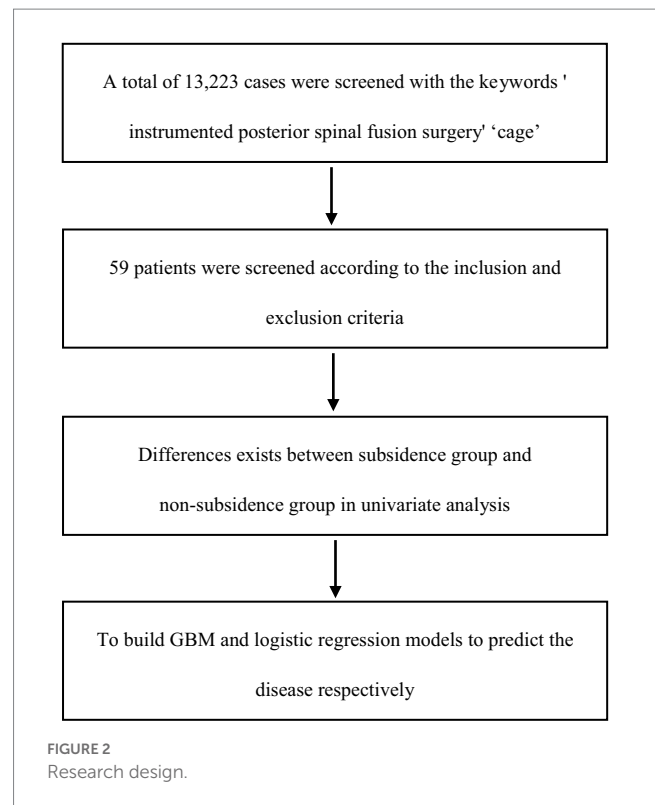 A total of 13,223 cases were screened with the keywords '
instrumented posterior spinal fusion surgery' ‘cage’
59 patients were screened according to the inclusion and
exclusion criteria
Differences exists between subsidence group and
non-subsidence group in univariate analysis
To build GBM and logistic regression models to predict the
disease respectively
FIGURE 2
Research design.